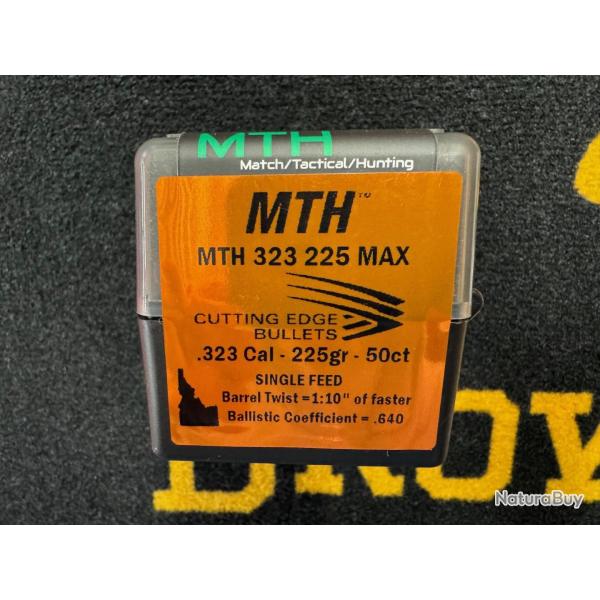 MTH
Match/Tactical/Hunting
MTH™
MTH 323 225 MAX
CUTTING EDGE
BULLETS
.323 Cal - 225gr - 50ct
SINGLE FEED
Barrel Twist =1:10" of faster
Ballistic Coefficient = .640
NaturaBuy